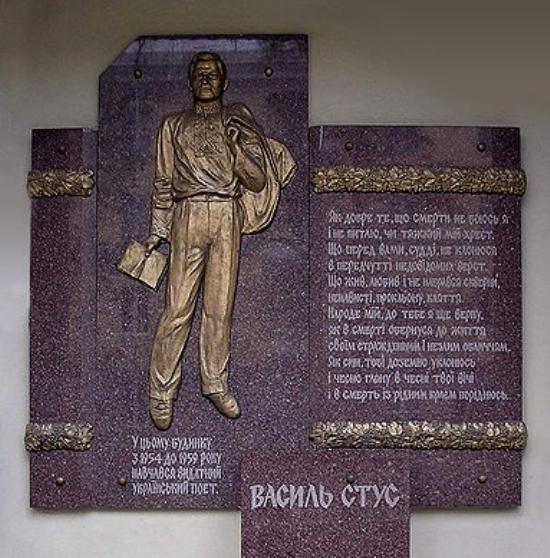 Як добре те, що смерти не боюсь я
і не питаю, чи тяжкий мій хрест.
Що перед вами, судді, не клонюся
в передчутті недовідомих верст.
Що жив, любив і не набрався скверни,
ненависті, прокльону, каяття.
Народе мій, до тебе я ще верну,
як в смерті обернуся до життя
своїм стражденним і незлим обличчям.
Як син, тобі доземно уклонюсь
і чесно гляну в чесні твої вічі
і в смерть із рідним краєм поріднюсь.
У цьому будинку
з 1954 до 1959 року
навчався видатний
український поет.
ВАСИЛЬ СТУС